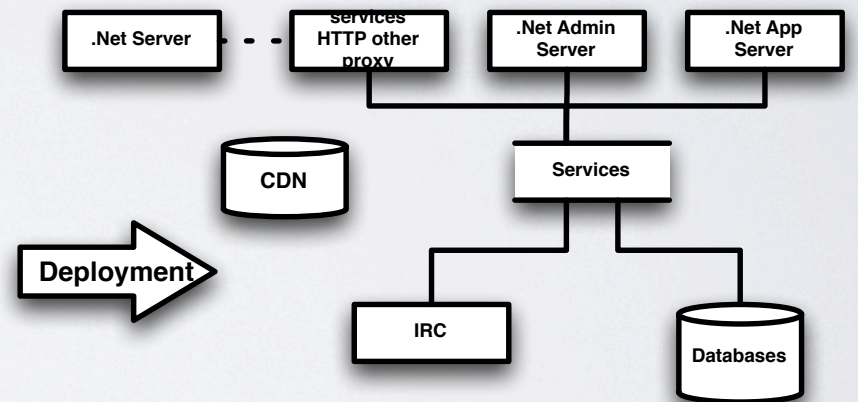 .Net Server
services
HTTP other
proxy
.Net Admin
Server
.Net App
Server
CDN
Services
Deployment
IRC
Databases